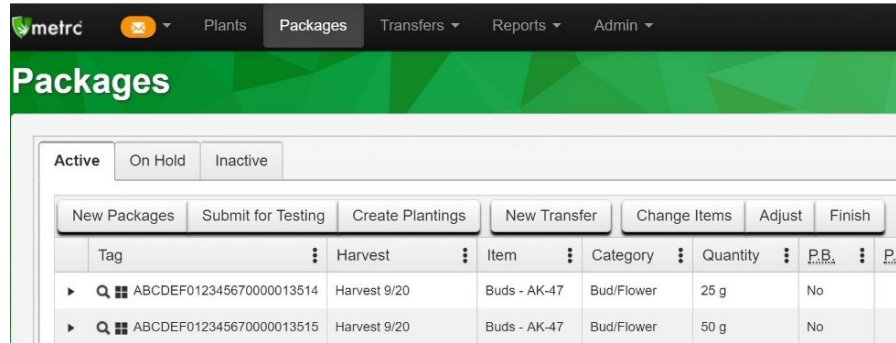 metrc Plants Packages Transfers Reports Admin
Packages
Active On Hold Inactive
New Packages Submit for Testing Create Plantings New Transfer Change Items Adjust Finish
Tag Harvest Item Category Quantity P.B. P.
ABCDEF012345670000013514 Harvest 9/20 Buds - AK-47 Bud/Flower 25 g No
ABCDEF012345670000013515 Harvest 9/20 Buds - AK-47 Bud/Flower 50 g No